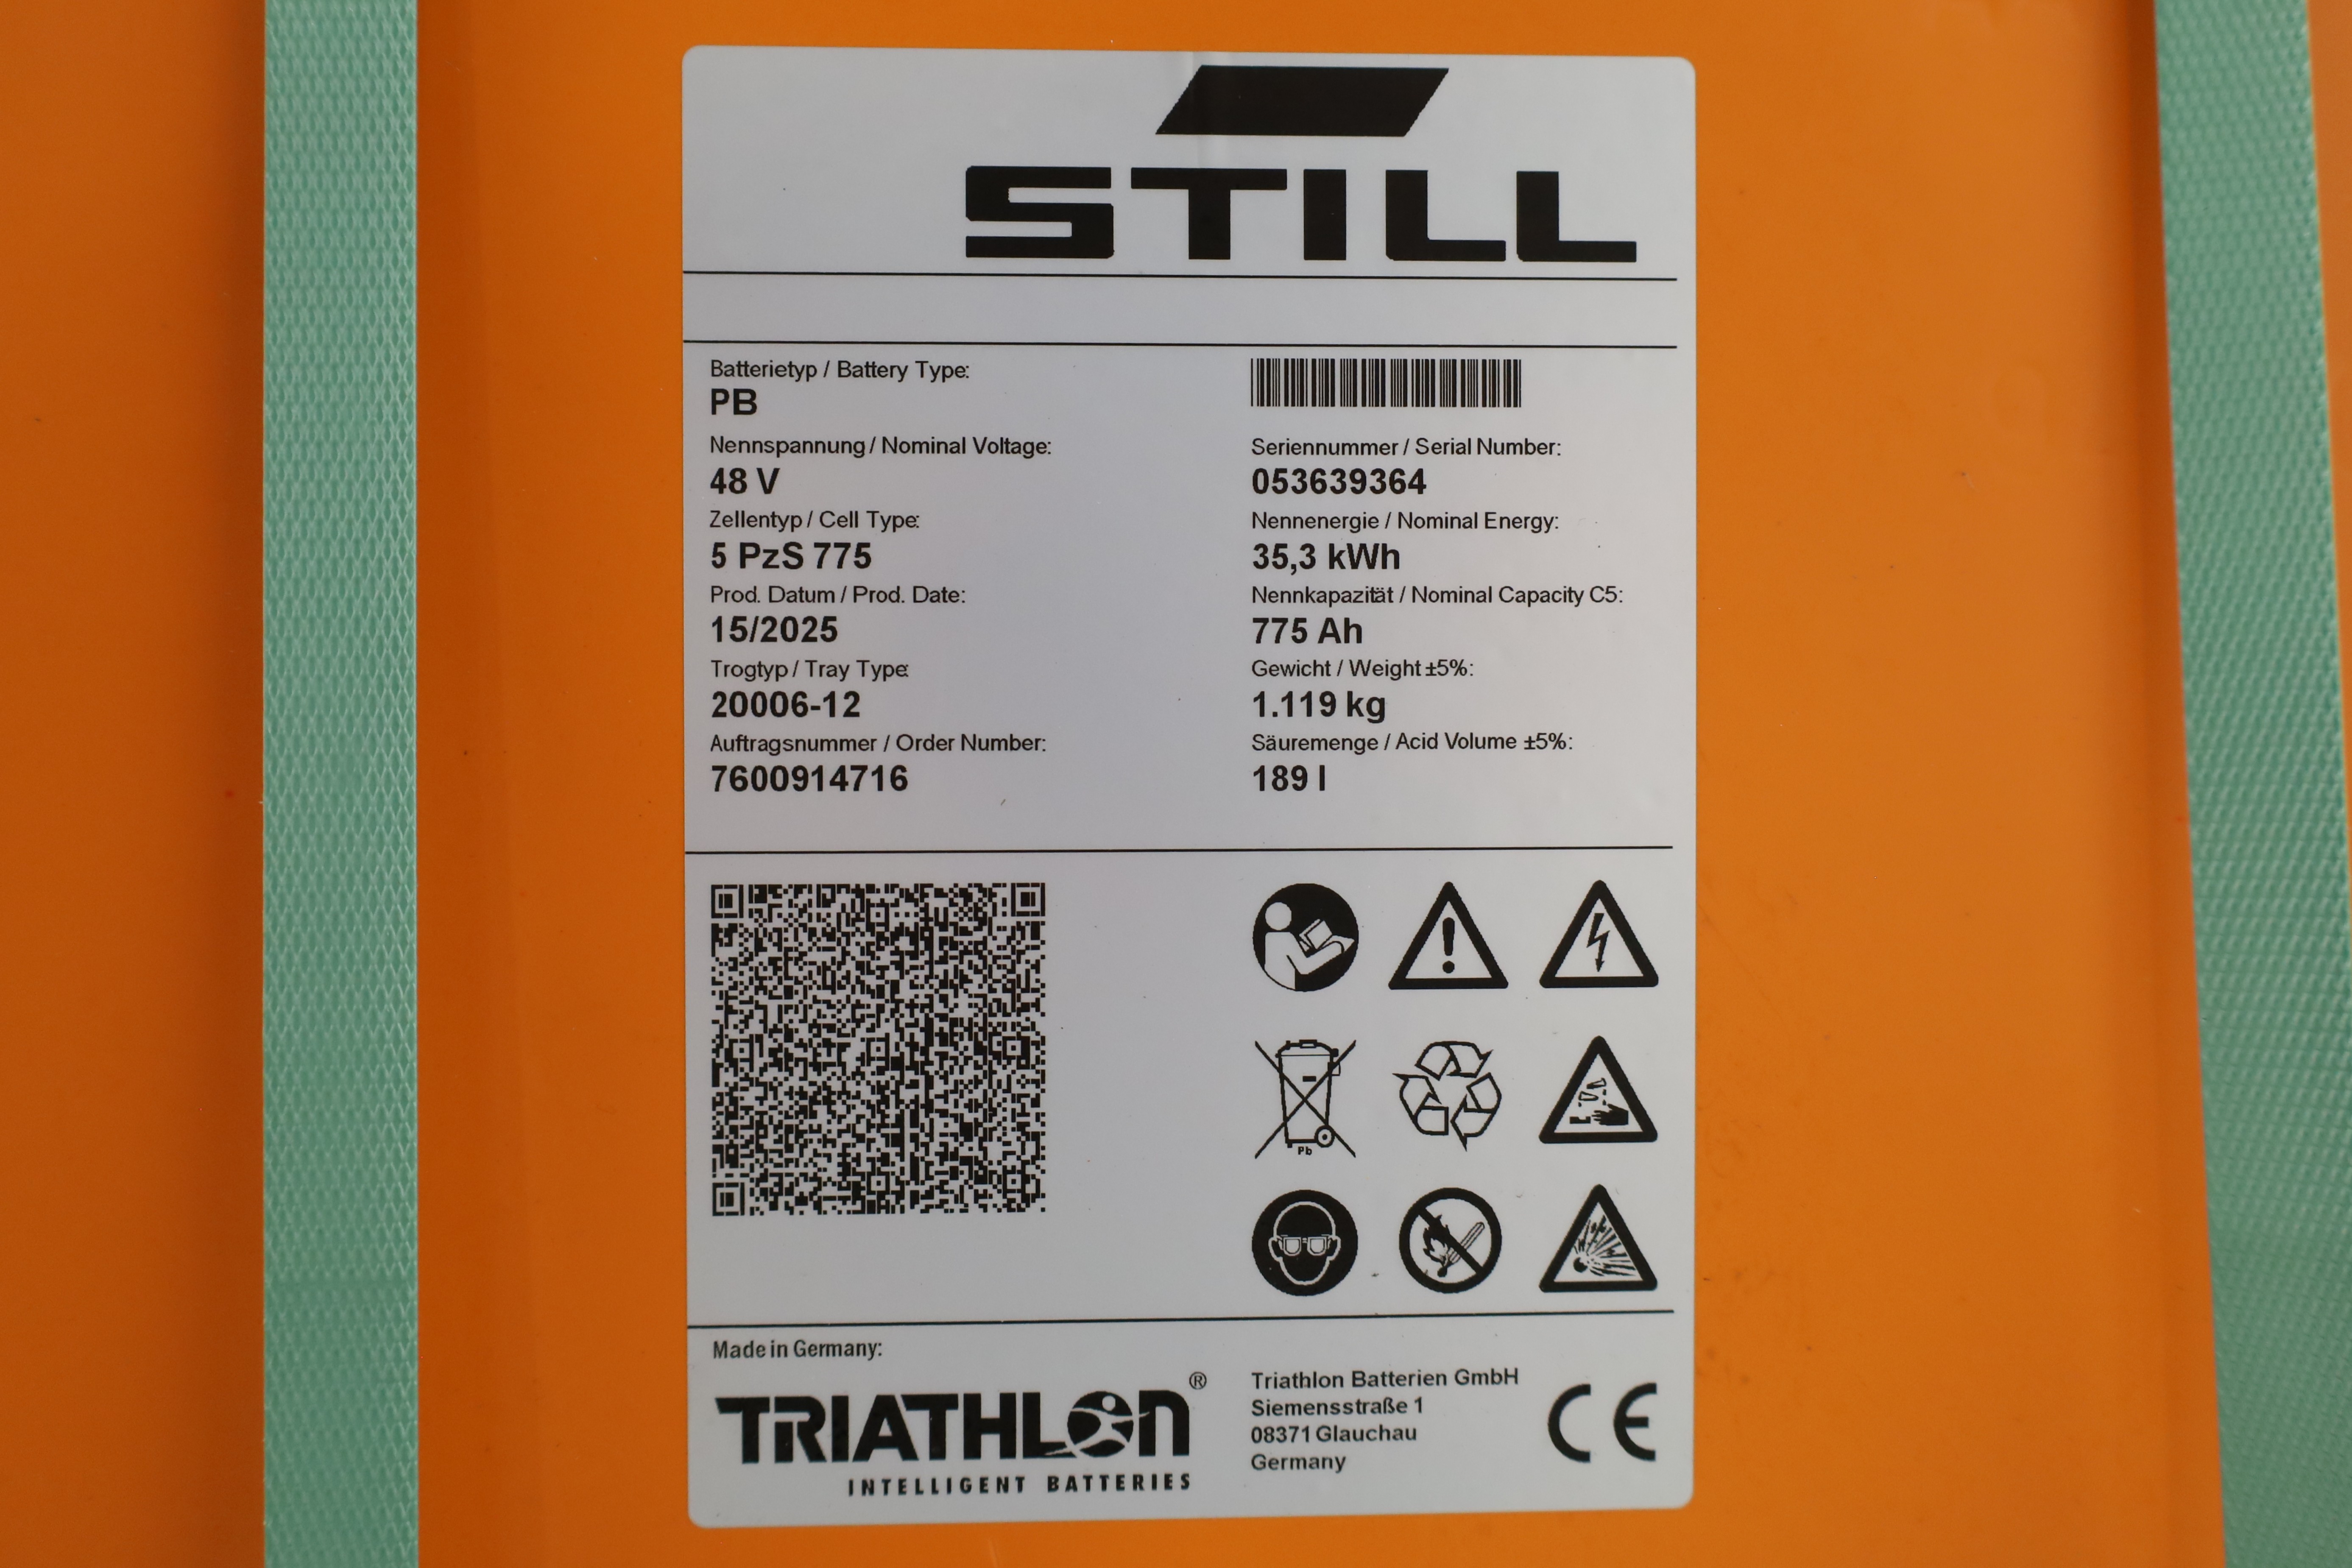 STILL
Batterietyp / Battery Type:
PB
Nennspannung / Nominal Voltage:
48 V
Zellentyp / Cell Type:
5 PzS 775
Prod. Datum / Prod. Date:
15/2025
Trogtyp / Tray Type
20006-12
Auftragsnummer / Order Number:
7600914716
Seriennummer / Serial Number:
053639364
Nennenergie / Nominal Energy:
35,3 kWh
Nennkapazität / Nominal Capacity C5:
775 Ah
Gewicht / Weight ±5%:
1.119 kg
Säuremenge / Acid Volume ±5%:
189 l
Pb
Made in Germany:
TRIATHLON®
INTELLIGENT BATTERIES
Triathlon Batterien GmbH
Siemensstraße 1
08371 Glauchau
Germany
CE